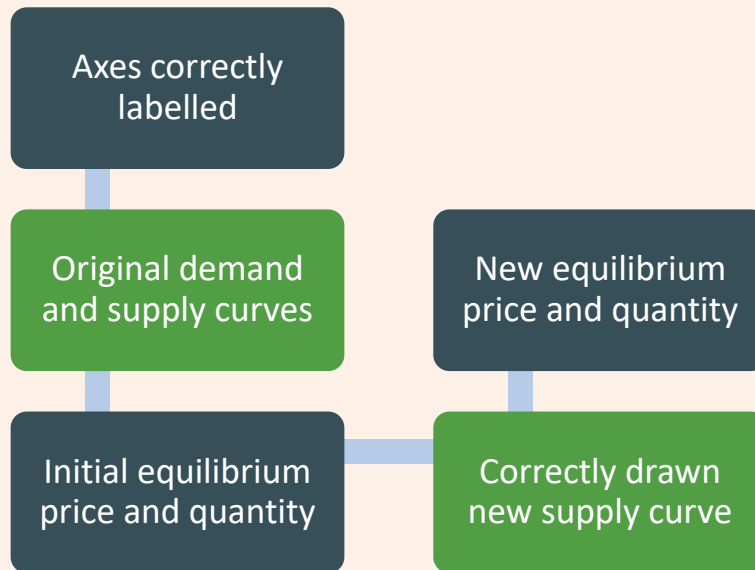 Axes correctly
labelled
Original demand
and supply curves
Initial equilibrium
price and quantity
Correctly drawn
new supply curve
New equilibrium
price and quantity